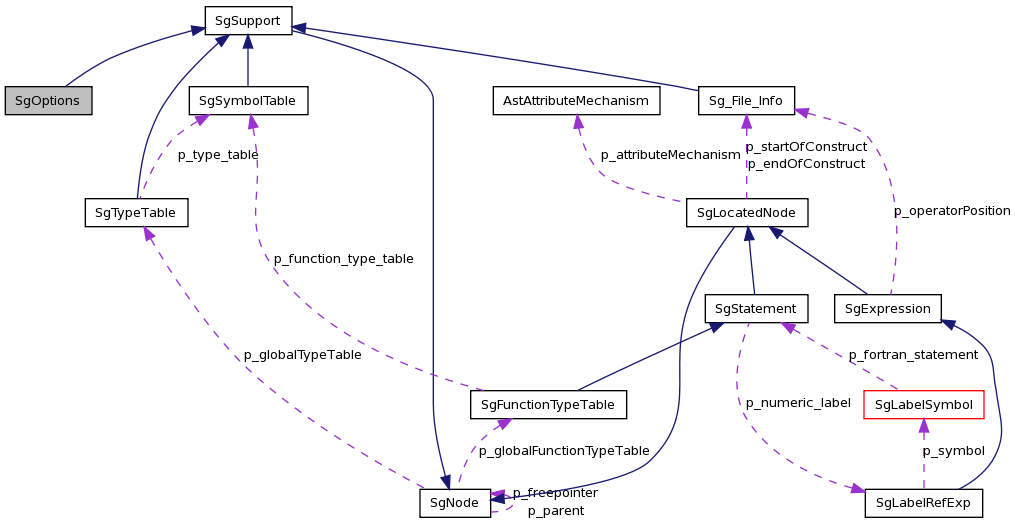 SgSupport
SgOptions
SgSymbolTable
AstAttributeMechanism
Sg_File_Info
p_type_table
p_attributeMechanism
p_startOfConstruct
p_endOfConstruct
SgTypeTable
SgLocatedNode
p_operatorPosition
p_function_type_table
SgStatement
SgExpression
p_globalTypeTable
p_fortran_statement
SgFunctionTypeTable
p_numeric_label
SgLabelSymbol
p_globalFunctionTypeTable
p_symbol
SgNode
p_freepointer
p_parent
SgLabelRefExp